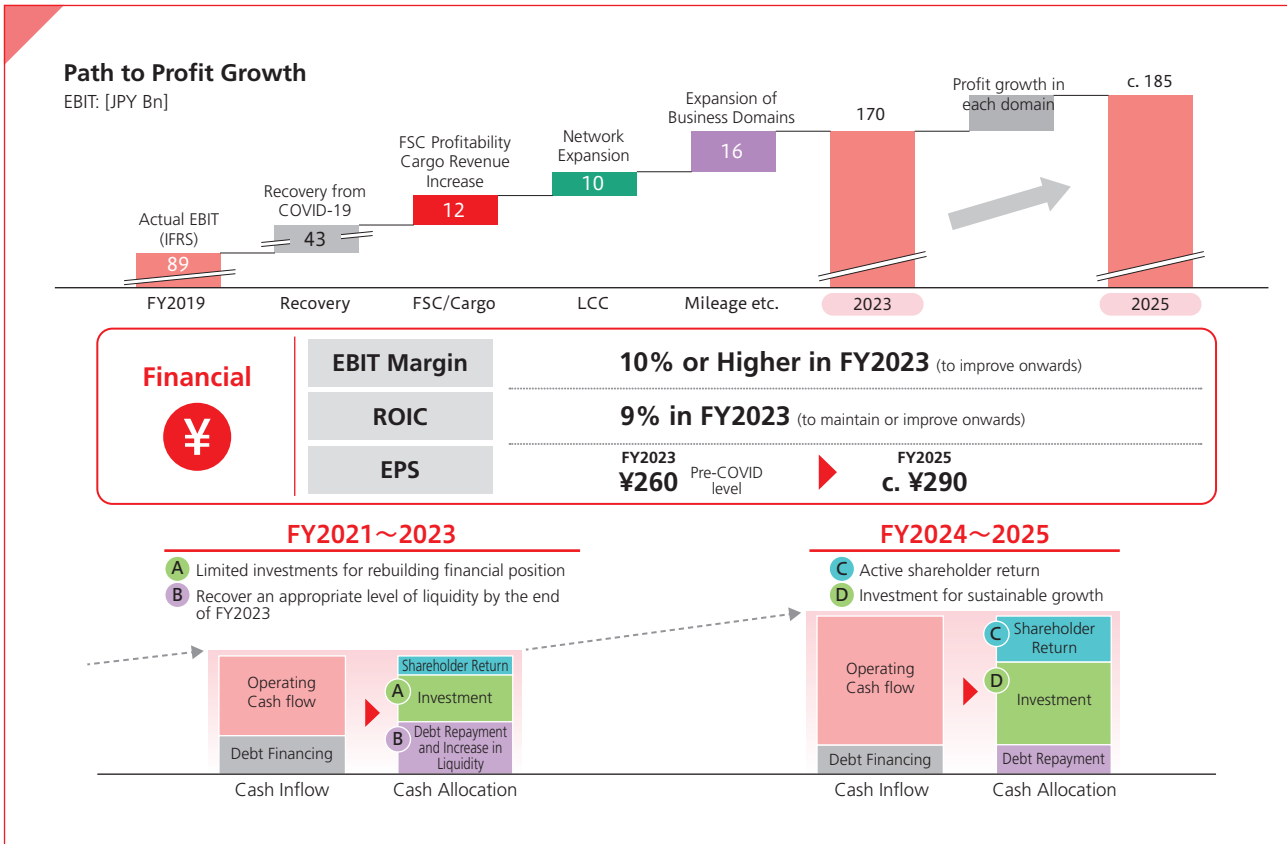 Path to Profit Growth
EBIT: [JPY Bn]
Actual EBIT
(IFRS)
89
FY2019
Recovery from
COVID-19
43
Recovery
FSC Profitability
Cargo Revenue
Increase
12
FSC/Cargo
Network
Expansion
10
LCC
Expansion of
Business Domains
16
Mileage etc.
170
2023
Profit growth in
each domain
c. 185
2025
Financial
¥
EBIT Margin
10% or Higher in FY2023 (to improve onwards)
ROIC
9% in FY2023 (to maintain or improve onwards)
EPS
FY2023
¥260
Pre-COVID
level
FY2025
c. ¥290
FY2021～2023
A Limited investments for rebuilding financial position
B Recover an appropriate level of liquidity by the end
of FY2023
Operating
Cash flow
Debt Financing
Cash Inflow
Shareholder Return
A Investment
B Debt Repayment
and Increase in
Liquidity
Cash Allocation
FY2024～2025
C Active shareholder return
D Investment for sustainable growth
Operating
Cash flow
Debt Financing
Cash Inflow
C Shareholder
Return
D Investment
Debt Repayment
Cash Allocation